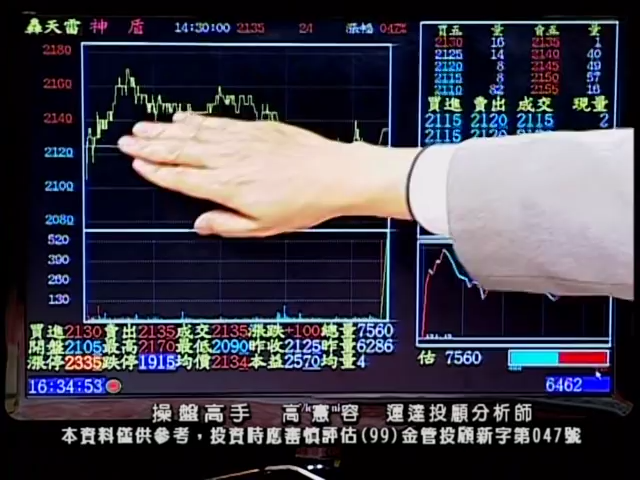 轟天雷 神盾 14:30:00 2135 24 漲幅 047%
2180
2160
2140
2120
2100
2080
520
390
260
130
買五 量 賣五 量
2130 16 2135 1
2125 14 2140 40
2120 8 2145 49
2115 8 2150 57
2110 82 2155 16
買進 賣出 成交 現量
2115 2120 2115 2
2115 2120
買進2130賣出2135成交2135漲跌+100總量7560
開盤2105最高2170最低2090昨收2125昨量6286
漲停2335跌停1915均價2134本益2570均量4
估 7560
16:34:53
6462
操盤高手 高憲容 運達投顧分析師
本資料僅供參考，投資時應審慎評估(99)金管投顧新字第047號